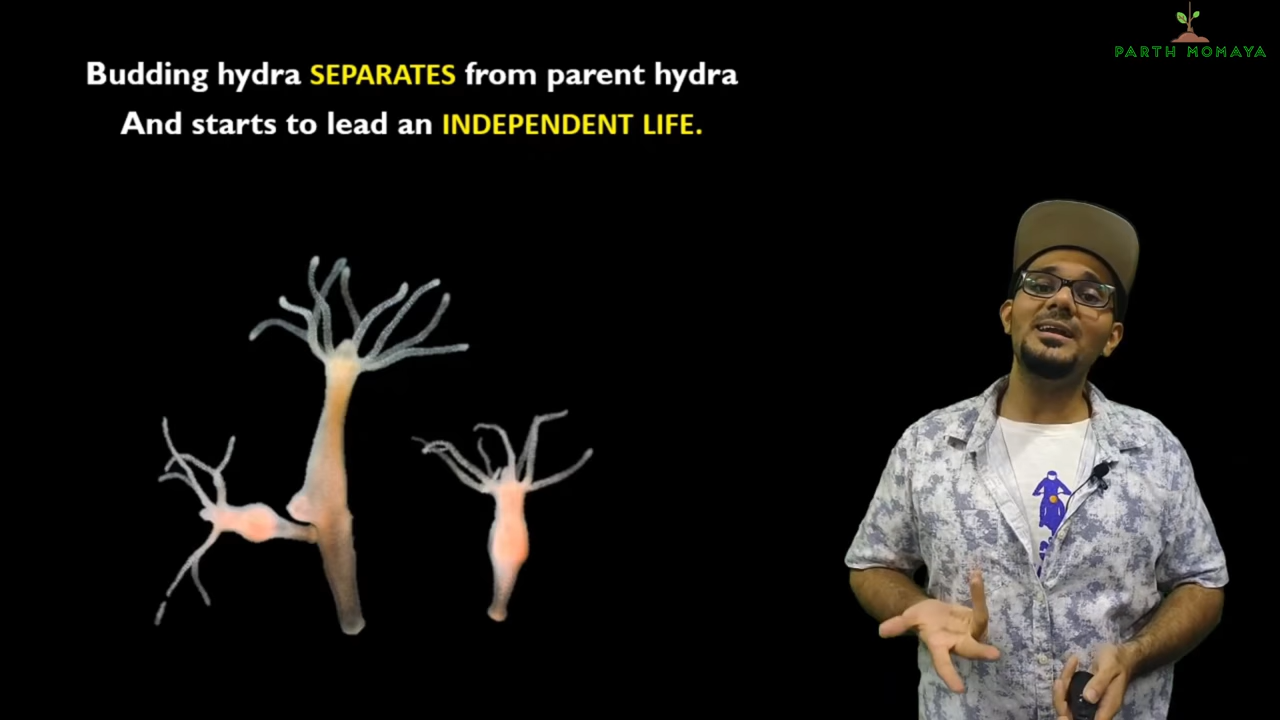 PARTH MOMAYA
Budding hydra SEPARATES from parent hydra
And starts to lead an INDEPENDENT LIFE.